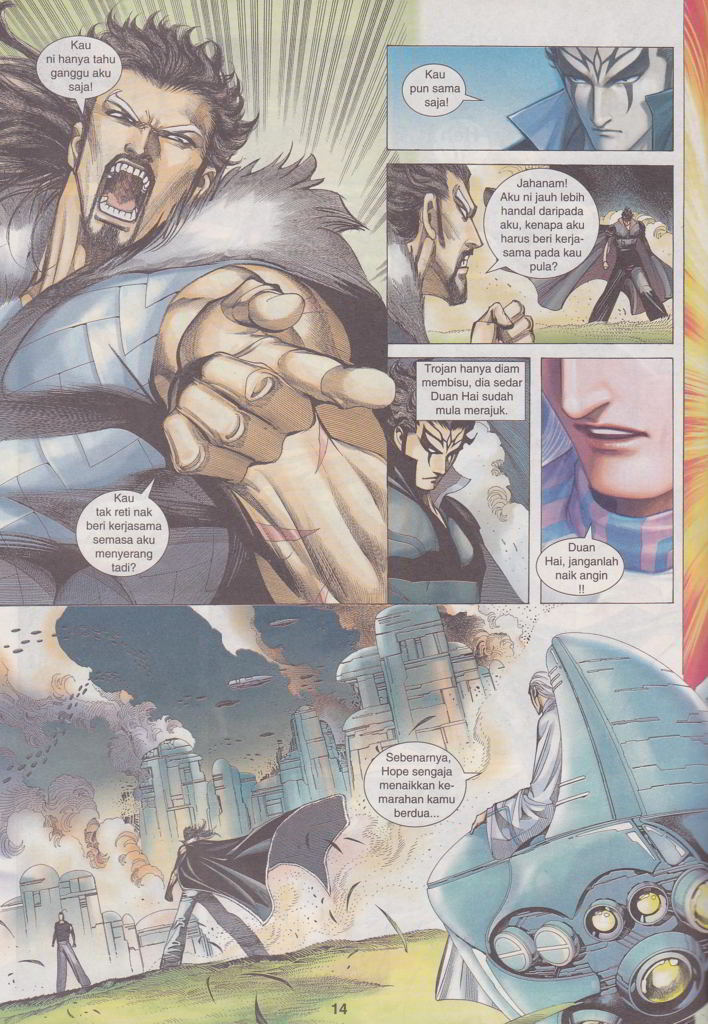 Kau
ni hanya tahu
ganggu aku
saja!
Kau
pun sama
saja!
Jahanam!
Aku ni jauh lebih
handal daripada
aku, kenapa aku
harus beri kerja-
sama pada kau
pula?
Kau
tak reti nak
beri kerjasama
semasa aku
menyerang
tadi?
Trojan hanya diam
membisu, dia sedar
Duan Hai sudah
mula merajuk.
Duan
Hai, janganlah
naik angin
!!
Sebenarnya,
Hope sengaja
menaikkan ke-
marahan kamu
berdua...
14